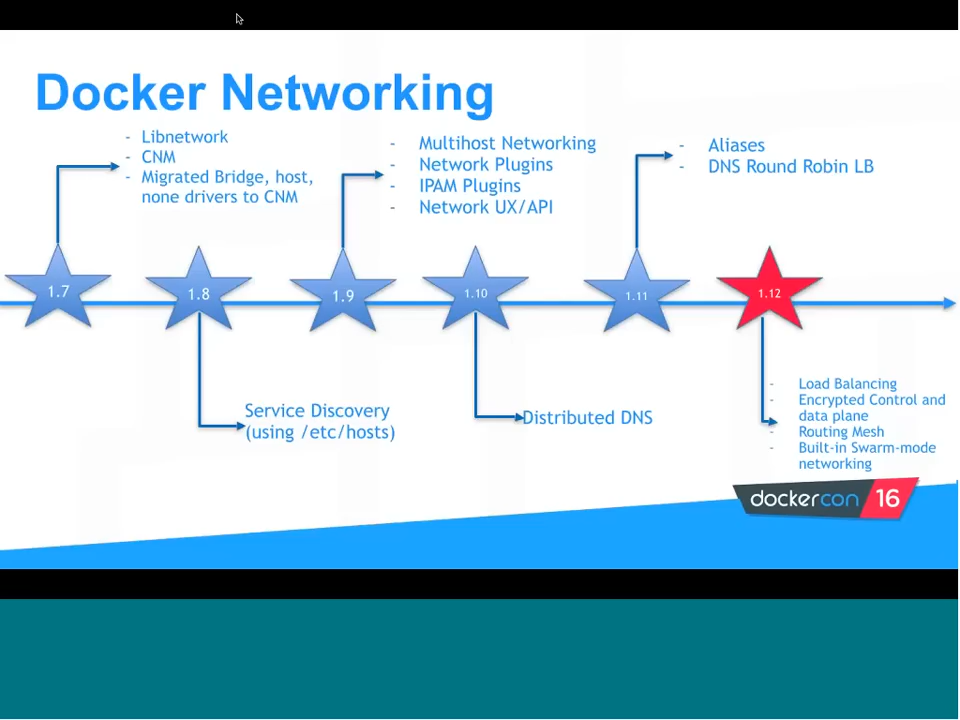 Docker Networking
- Libnetwork
- CNM
- Migrated Bridge, host,
none drivers to CNM
- Multihost Networking
- Network Plugins
- IPAM Plugins
- Network UX/API
- Aliases
- DNS Round Robin LB
1.7
1.8
1.9
1.10
1.11
1.12
Service Discovery
(using /etc/hosts)
Distributed DNS
- Load Balancing
- Encrypted Control and
data plane
- Routing Mesh
- Built-in Swarm-mode
networking
dockercon 16